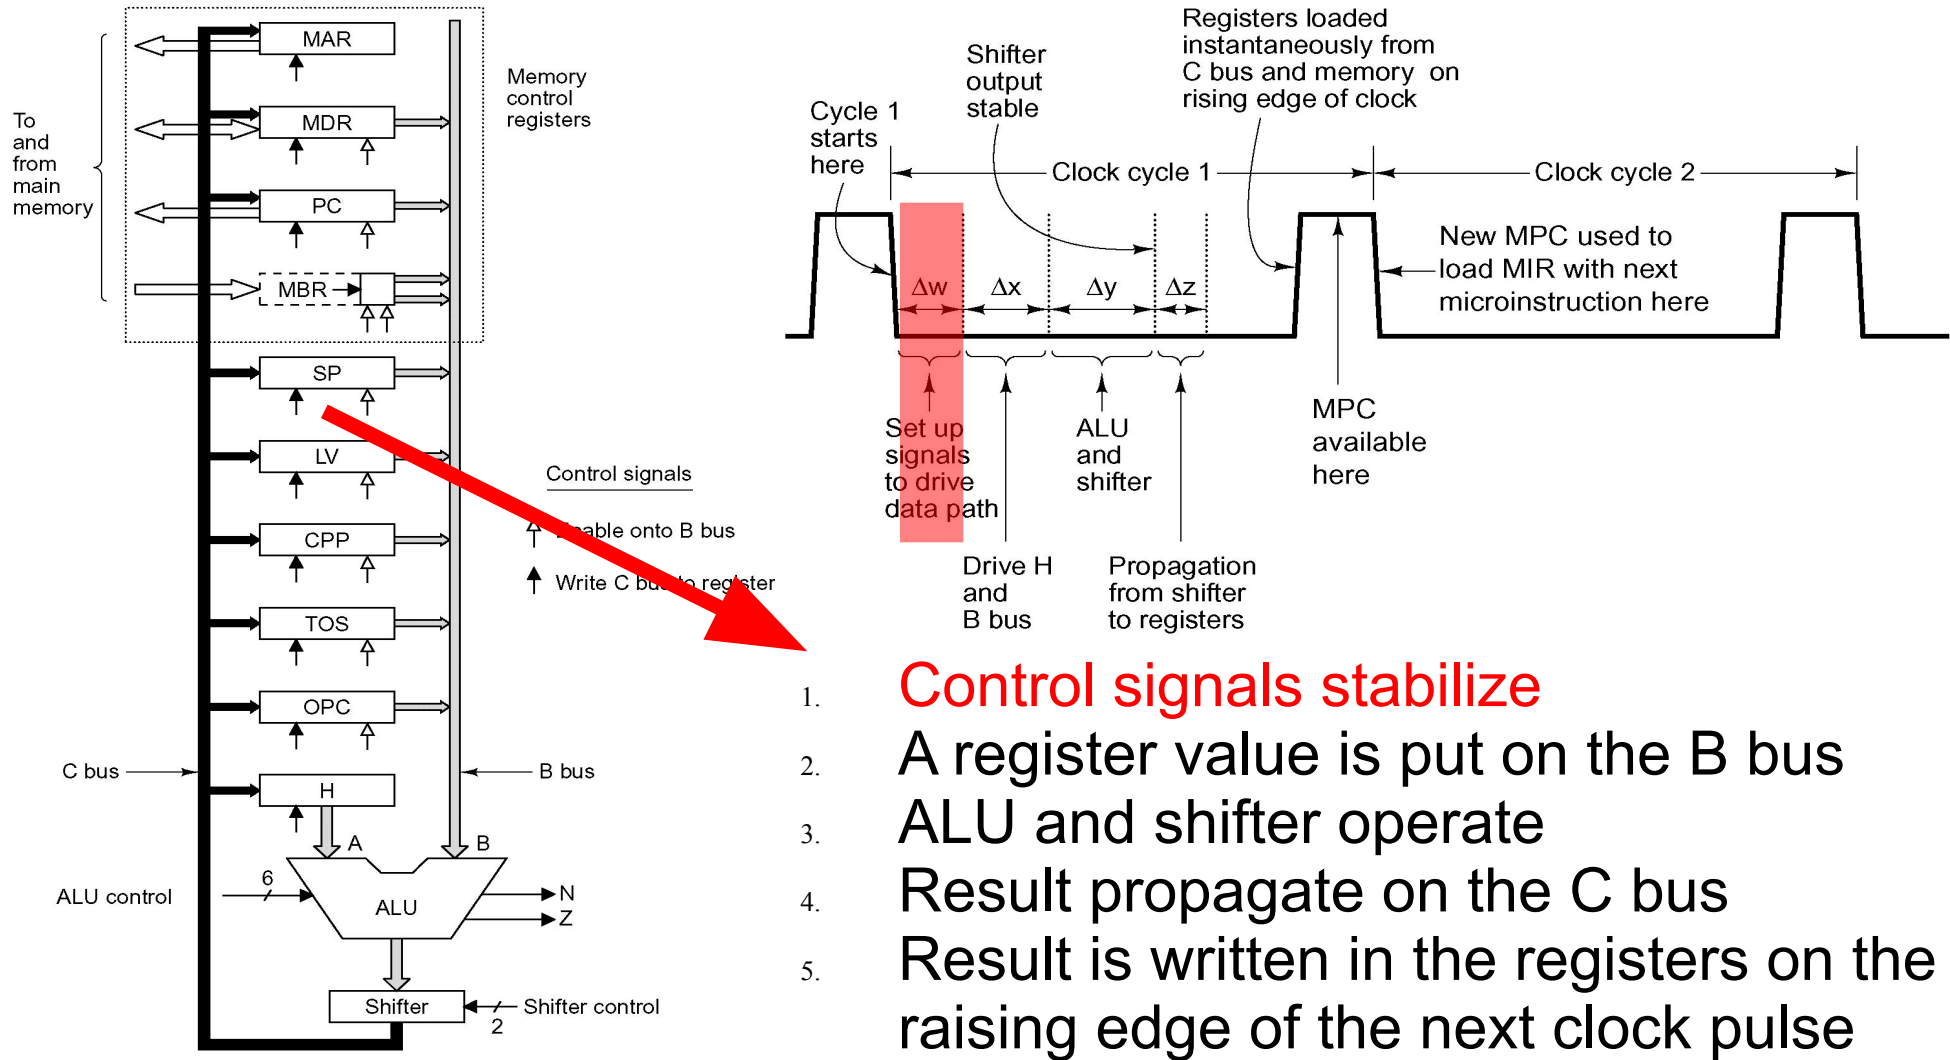 MAR
MDR
PC
MBR
SP
LV
CPP
TOS
OPC
H
To
and
from
main
memory
Memory
control
registers
Control signals
Enable onto B bus
Write C bus to register
C bus
B bus
A
B
6
ALU control
ALU
N
Z
Shifter
Shifter control
2
Cycle 1
starts
here
Shifter
output
stable
Registers loaded
instantaneously from
C bus and memory on
rising edge of clock
Clock cycle 1
Clock cycle 2
Δw
Δx
Δy
Δz
New MPC used to
load MIR with next
microinstruction here
Set up
signals
to drive
data path
Drive H
and
B bus
ALU
and
shifter
Propagation
from shifter
to registers
MPC
available
here
1. Control signals stabilize
2. A register value is put on the B bus
3. ALU and shifter operate
4. Result propagate on the C bus
5. Result is written in the registers on the
raising edge of the next clock pulse